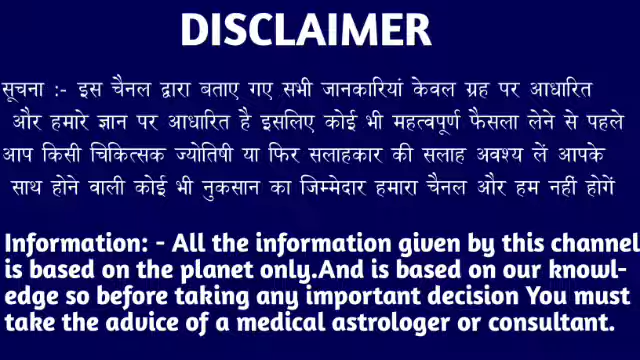 DISCLAIMER
सूचना :- इस चैनल द्वारा बताए गए सभी जानकारियां केवल ग्रह पर आधारित
और हमारे ज्ञान पर आधारित है इसलिए कोई भी महत्वपूर्ण फैसला लेने से पहले
आप किसी चिकित्सक ज्योतिषी या फिर सलाहकार की सलाह अवश्य लें आपके
साथ होने वाली कोई भी नुकसान का जिम्मेदार हमारा चैनल और हम नहीं होगें
Information: - All the information given by this channel
is based on the planet only.And is based on our knowl-
edge so before taking any important decision You must
take the advice of a medical astrologer or consultant.